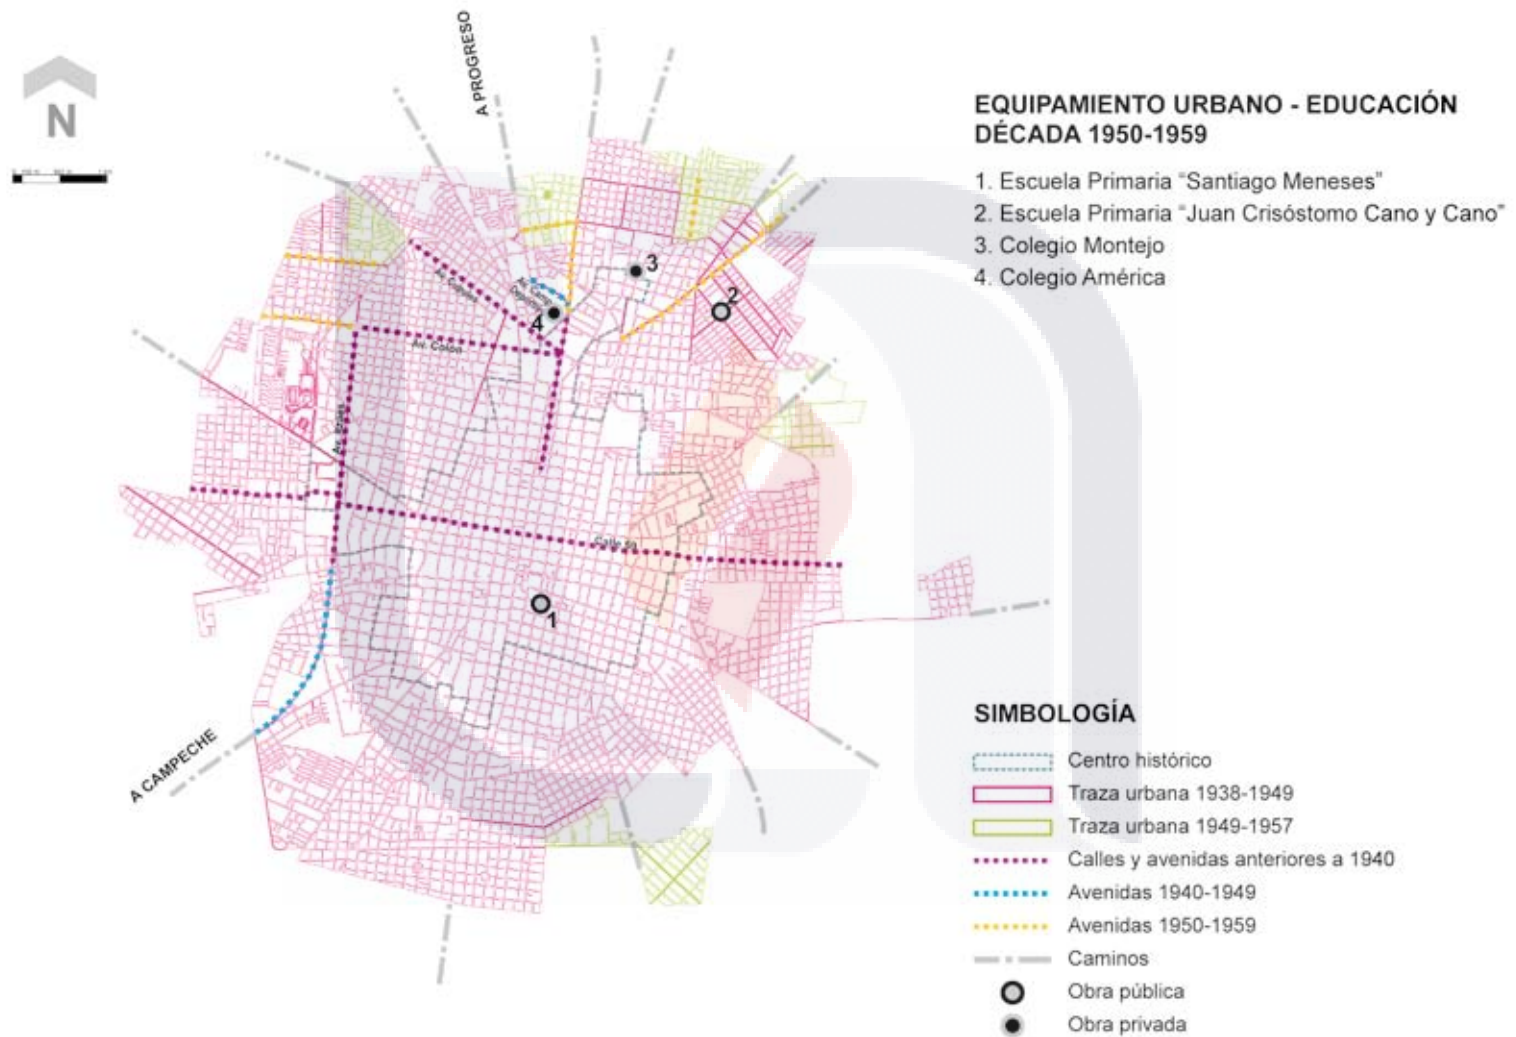 A PROGRESO
N
EQUIPAMIENTO URBANO - EDUCACIÓN
DÉCADA 1950-1959
1. Escuela Primaria “Santiago Meneses”
2. Escuela Primaria “Juan Crisóstomo Cano y Cano”
3. Colegio Montejo
4. Colegio América
3
2
4
Av. Colón
Calle 59
1
A CAMPECHE
SIMBOLOGÍA
Centro histórico
Traza urbana 1938-1949
Traza urbana 1949-1957
Calles y avenidas anteriores a 1940
Avenidas 1940-1949
Avenidas 1950-1959
Caminos
Obra pública
Obra privada